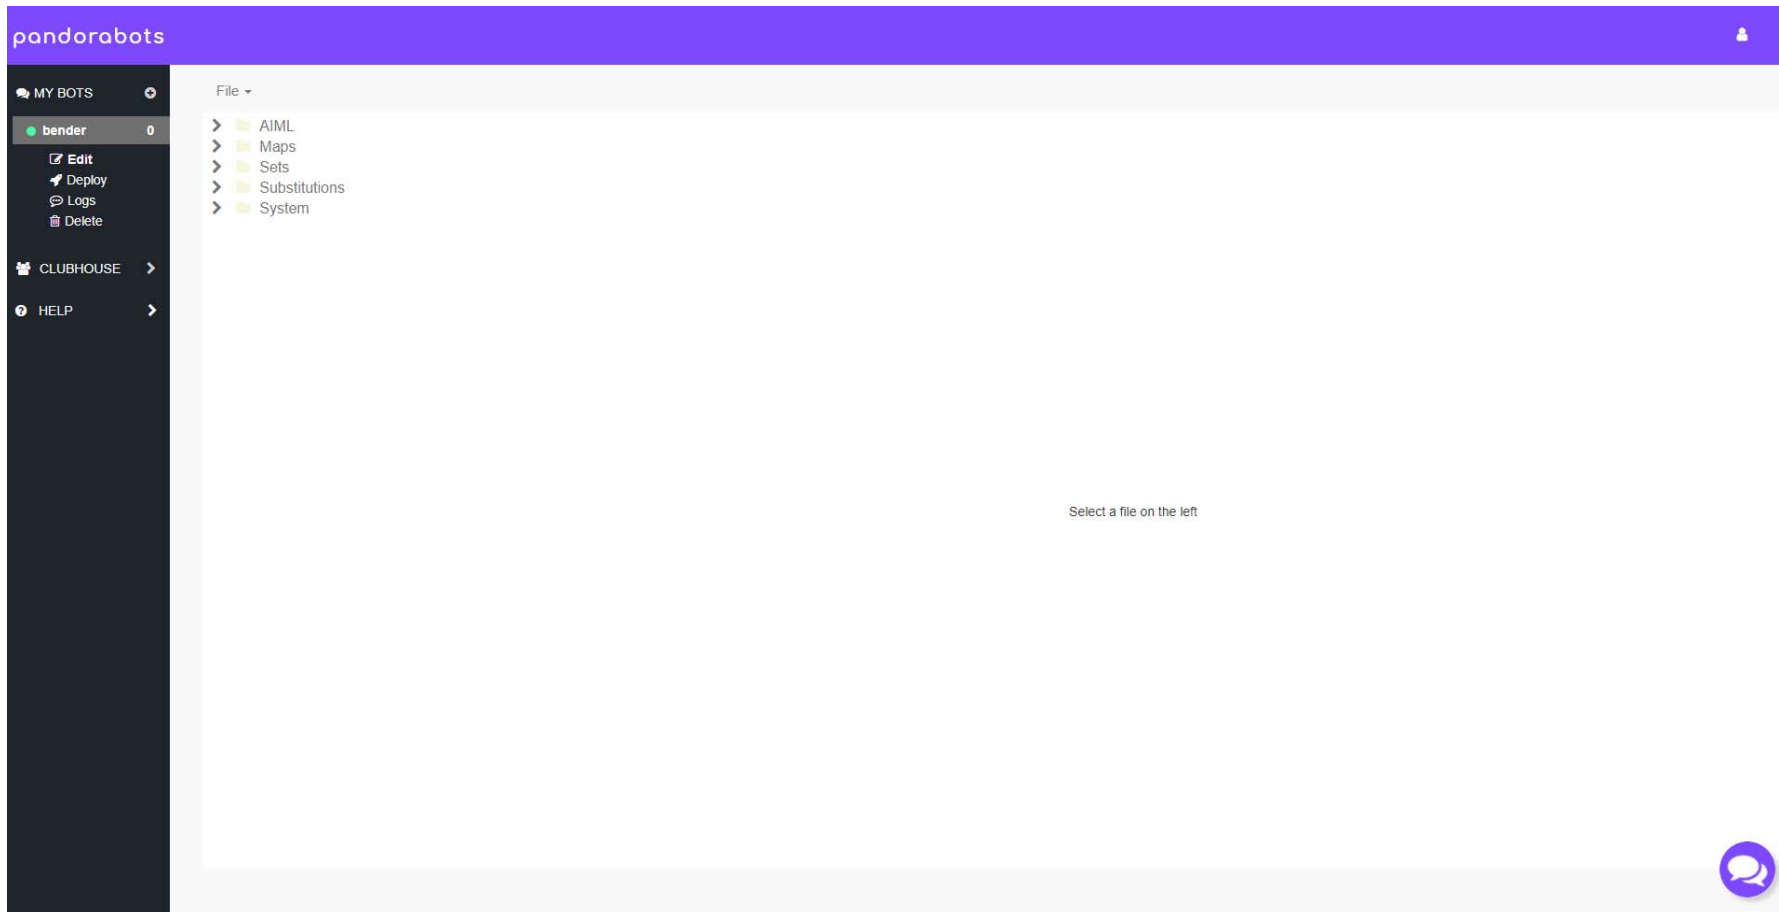 pandorabots
MY BOTS
bender 0
Edit
Deploy
Logs
Delete
CLUBHOUSE
HELP
File
AIML
Maps
Sets
Substitutions
System
Select a file on the left